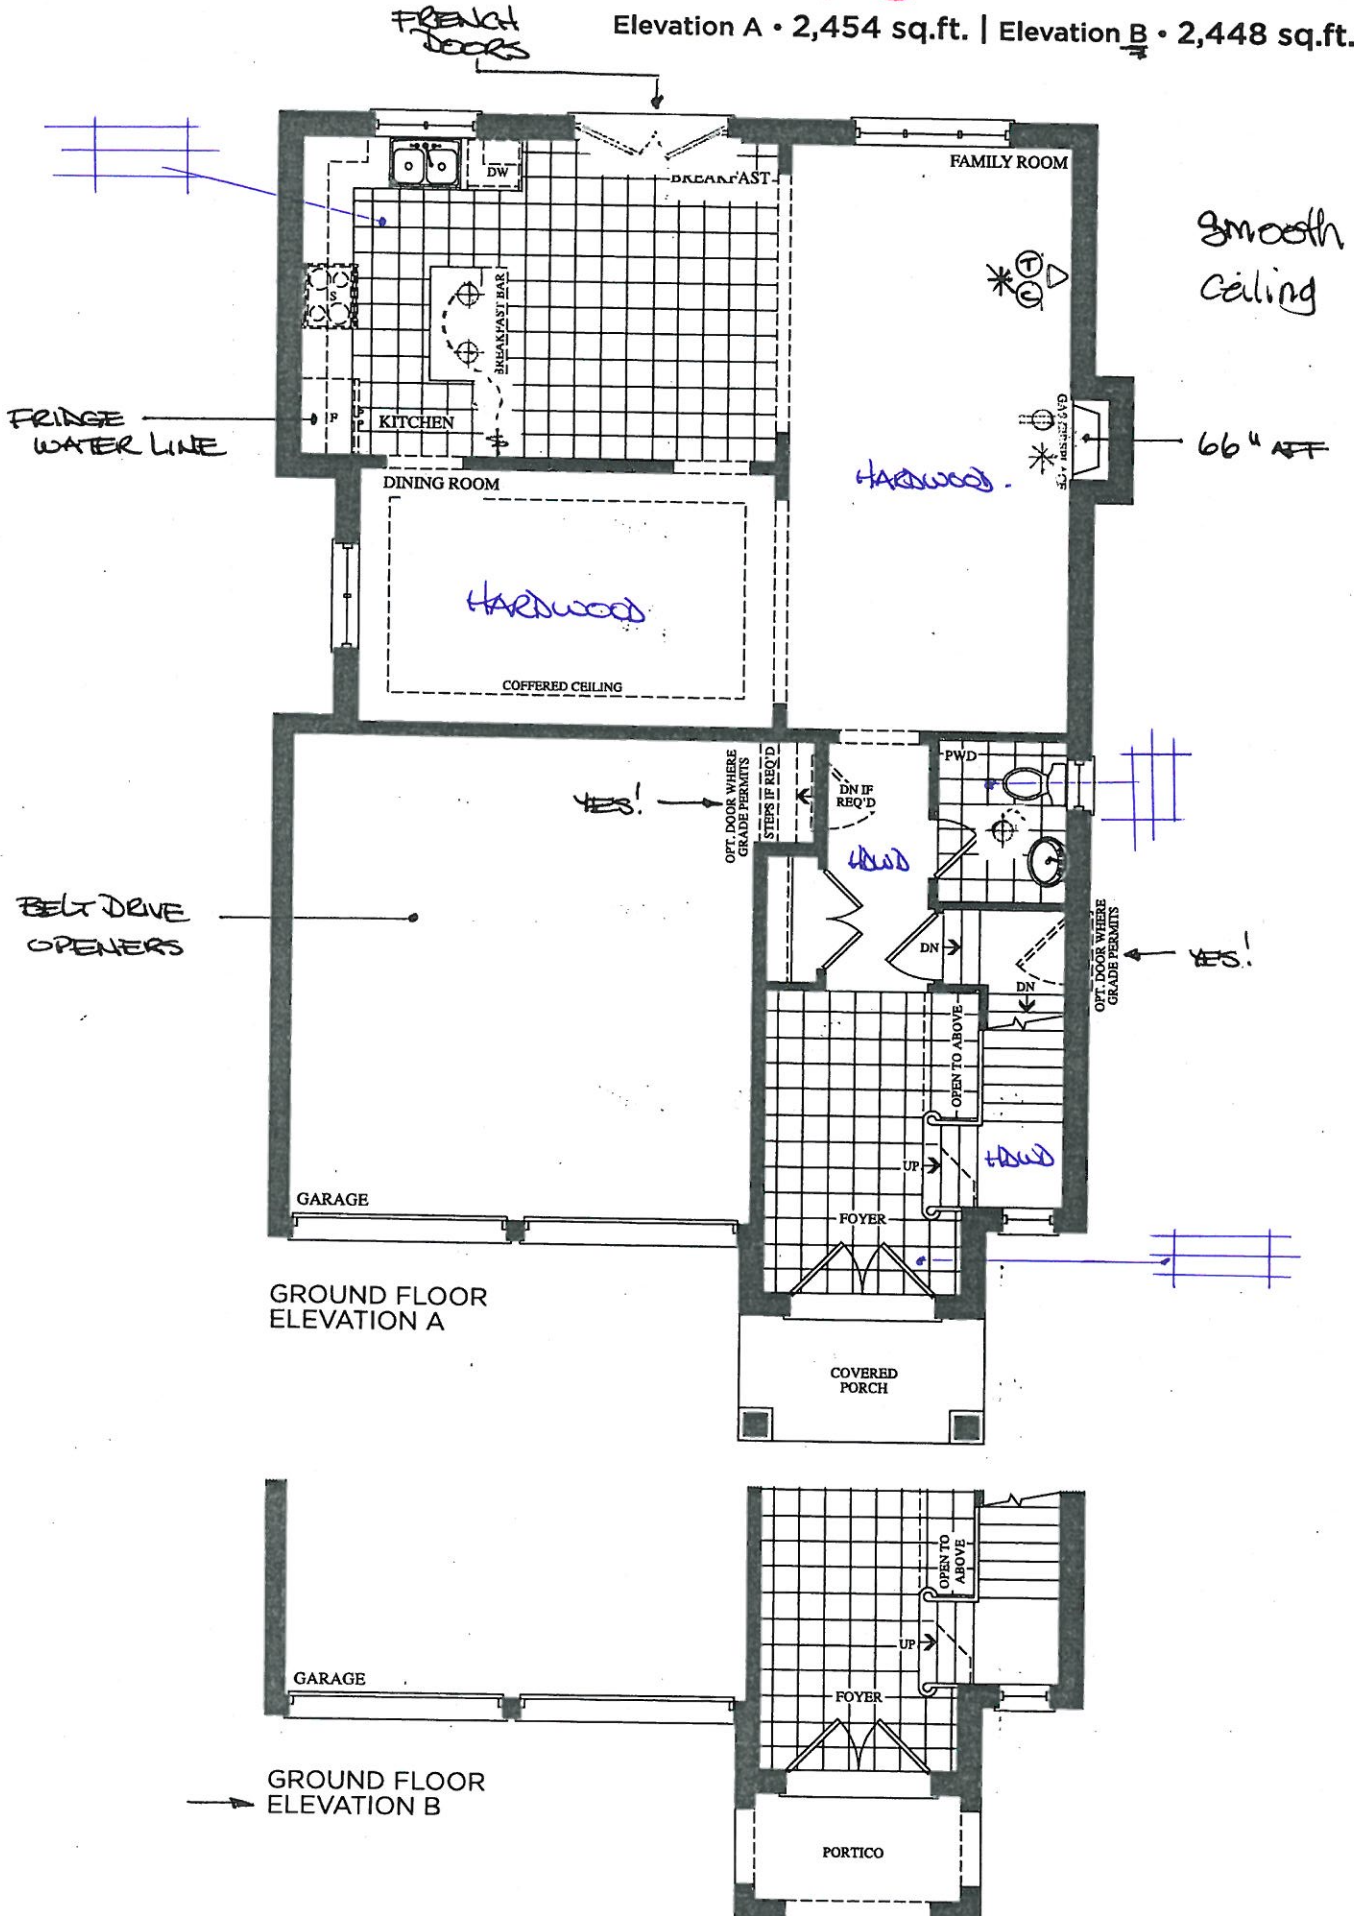 FRENCH
DOORS
Elevation A • 2,454 sq.ft. | Elevation B • 2,448 sq.ft.
DW
BREAKFAST
FAMILY ROOM
Smooth
Ceiling
T
C
S
BREAKFAST BAR
FRIDGE
WATER LINE
F
KITCHEN
GAS FIREPLACE
66" AFF
HARDWOOD.
DINING ROOM
HARDWOOD
COFFERED CEILING
YES!
OPT. DOOR WHERE
GRADE PERMITS
STEPS IF REQ'D
DN IF
REQ'D
PWD
HDWD
BELT DRIVE
OPENERS
DN
DN
OPT. DOOR WHERE
GRADE PERMITS
YES!
OPEN TO ABOVE
UP
HDWD
GARAGE
FOYER
GROUND FLOOR
ELEVATION A
COVERED
PORCH
OPEN TO
ABOVE
UP
GARAGE
FOYER
GROUND FLOOR
ELEVATION B
PORTICO